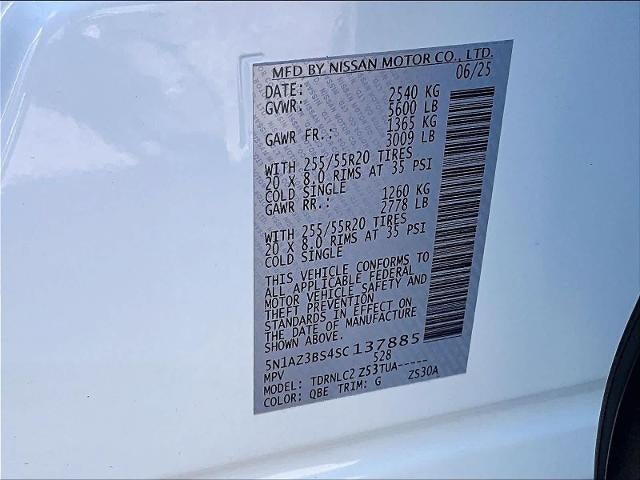 MFD BY NISSAN MOTOR CO., LTD.
DATE: 06/25
GVWR: 2540 KG
5600 LB
GAWR FR.: 1365 KG
3009 LB
WITH 255/55R20 TIRES
20 X 8.0 RIMS AT 35 PSI
COLD SINGLE
GAWR RR.: 1260 KG
2778 LB
WITH 255/55R20 TIRES
20 X 8.0 RIMS AT 35 PSI
COLD SINGLE
THIS VEHICLE CONFORMS TO
ALL APPLICABLE FEDERAL
MOTOR VEHICLE SAFETY AND
THEFT PREVENTION
STANDARDS IN EFFECT ON
THE DATE OF MANUFACTURE
SHOWN ABOVE.
5N1AZ3BS4SC137885
MPV 528
MODEL: TDRNLC2 Z53TUA-----
COLOR: QBE TRIM: G ZS30A